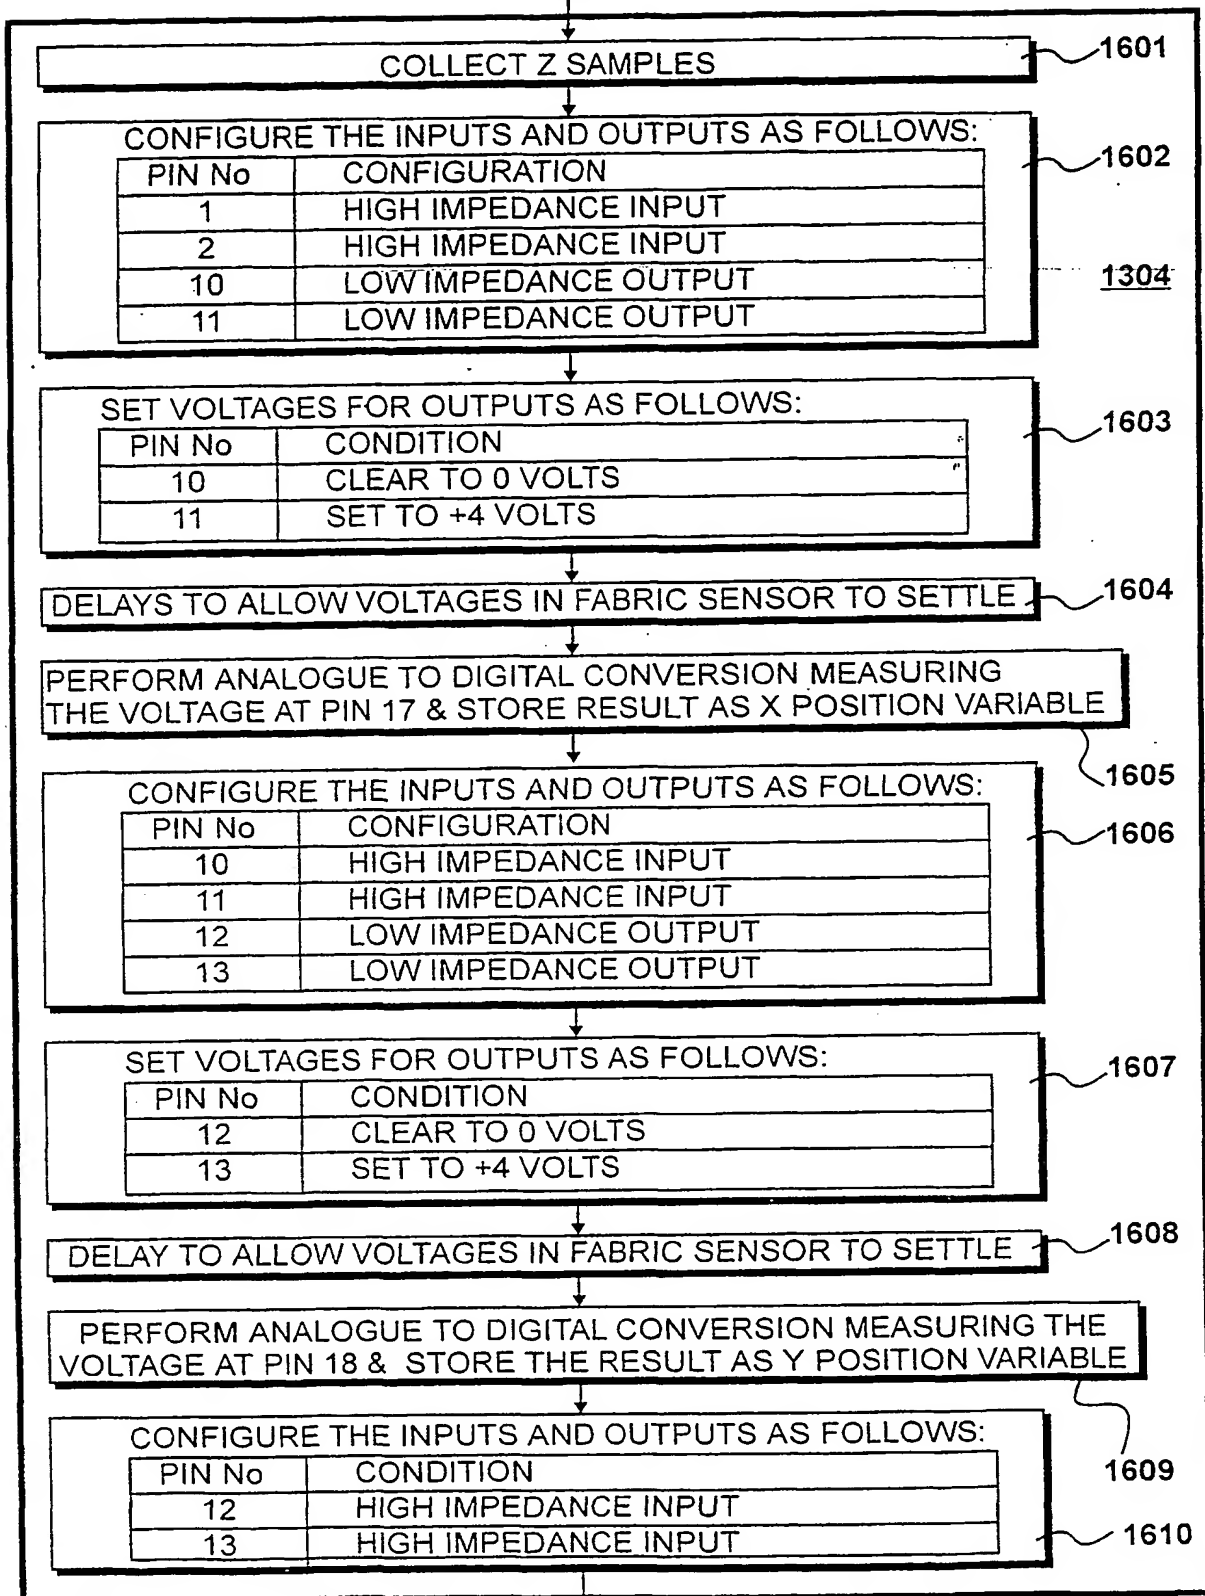 COLLECT Z SAMPLES
1601
CONFIGURE THE INPUTS AND OUTPUTS AS FOLLOWS:
1602
PIN No CONFIGURATION
1 HIGH IMPEDANCE INPUT
2 HIGH IMPEDANCE INPUT
10 LOW IMPEDANCE OUTPUT
1304
11 LOW IMPEDANCE OUTPUT
SET VOLTAGES FOR OUTPUTS AS FOLLOWS:
1603
PIN No CONDITION
10 CLEAR TO 0 VOLTS
11 SET TO +4 VOLTS
DELAYS TO ALLOW VOLTAGES IN FABRIC SENSOR TO SETTLE
1604
PERFORM ANALOGUE TO DIGITAL CONVERSION MEASURING
THE VOLTAGE AT PIN 17 & STORE RESULT AS X POSITION VARIABLE
1605
CONFIGURE THE INPUTS AND OUTPUTS AS FOLLOWS:
1606
PIN No CONFIGURATION
10 HIGH IMPEDANCE INPUT
11 HIGH IMPEDANCE INPUT
12 LOW IMPEDANCE OUTPUT
13 LOW IMPEDANCE OUTPUT
SET VOLTAGES FOR OUTPUTS AS FOLLOWS:
1607
PIN No CONDITION
12 CLEAR TO 0 VOLTS
13 SET TO +4 VOLTS
DELAY TO ALLOW VOLTAGES IN FABRIC SENSOR TO SETTLE
1608
PERFORM ANALOGUE TO DIGITAL CONVERSION MEASURING THE
VOLTAGE AT PIN 18 & STORE THE RESULT AS Y POSITION VARIABLE
1609
CONFIGURE THE INPUTS AND OUTPUTS AS FOLLOWS:
PIN No CONDITION
12 HIGH IMPEDANCE INPUT
13 HIGH IMPEDANCE INPUT
1610